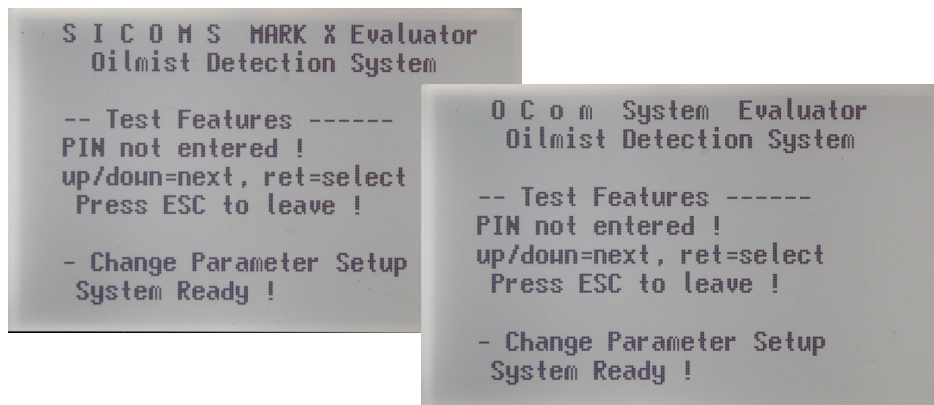 S I C O M S  MARK X Evaluator
Oilmist Detection System
-- Test Features ------
PIN not entered !
up/down=next, ret=select
Press ESC to leave !
- Change Parameter Setup
System Ready !
O C o m  System  Evaluator
Oilmist Detection System
-- Test Features ------
PIN not entered !
up/down=next, ret=select
Press ESC to leave !
- Change Parameter Setup
System Ready !